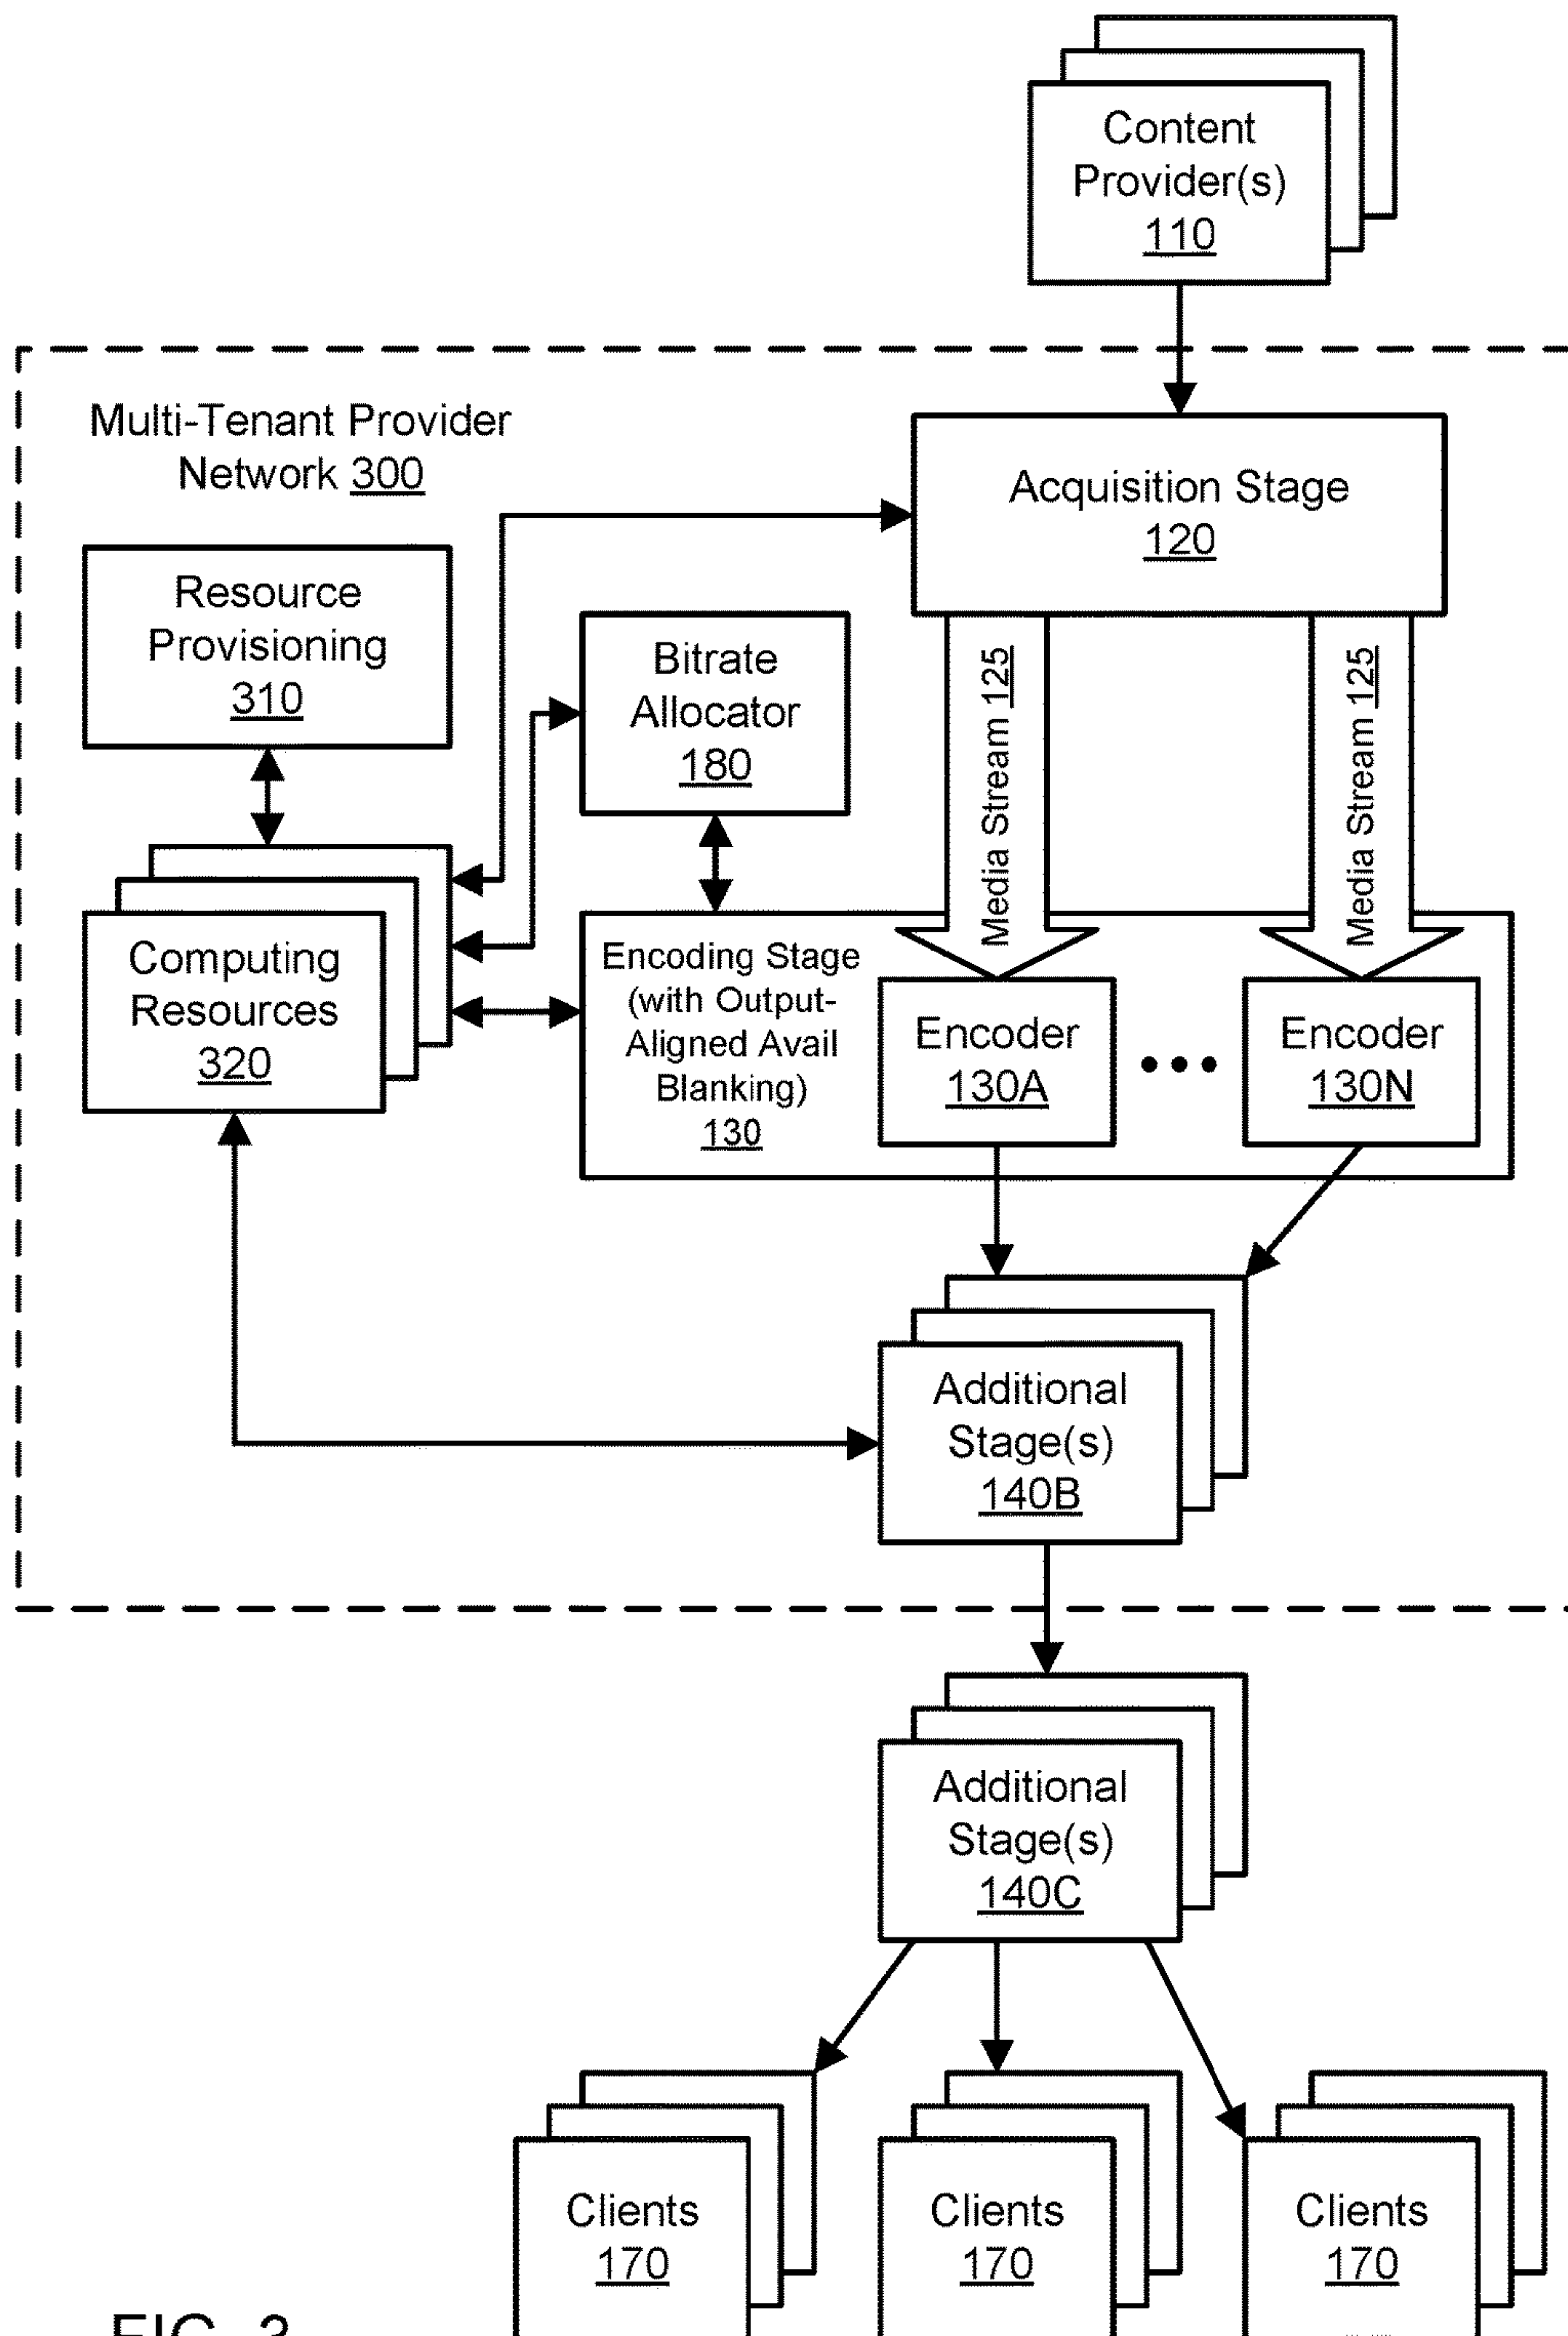 Content
Provider(s)
110
Multi-Tenant Provider
Network 300
Acquisition Stage
120
Resource
Provisioning
310
Bitrate
Allocator
180
Media Stream 125
Media Stream 125
Computing
Resources
320
Encoding Stage
(with Output-
Aligned Avail
Blanking)
130
Encoder
130A
Encoder
130N
Additional
Stage(s)
140B
Additional
Stage(s)
140C
Clients
170
Clients
170
Clients
170
FIG. 3